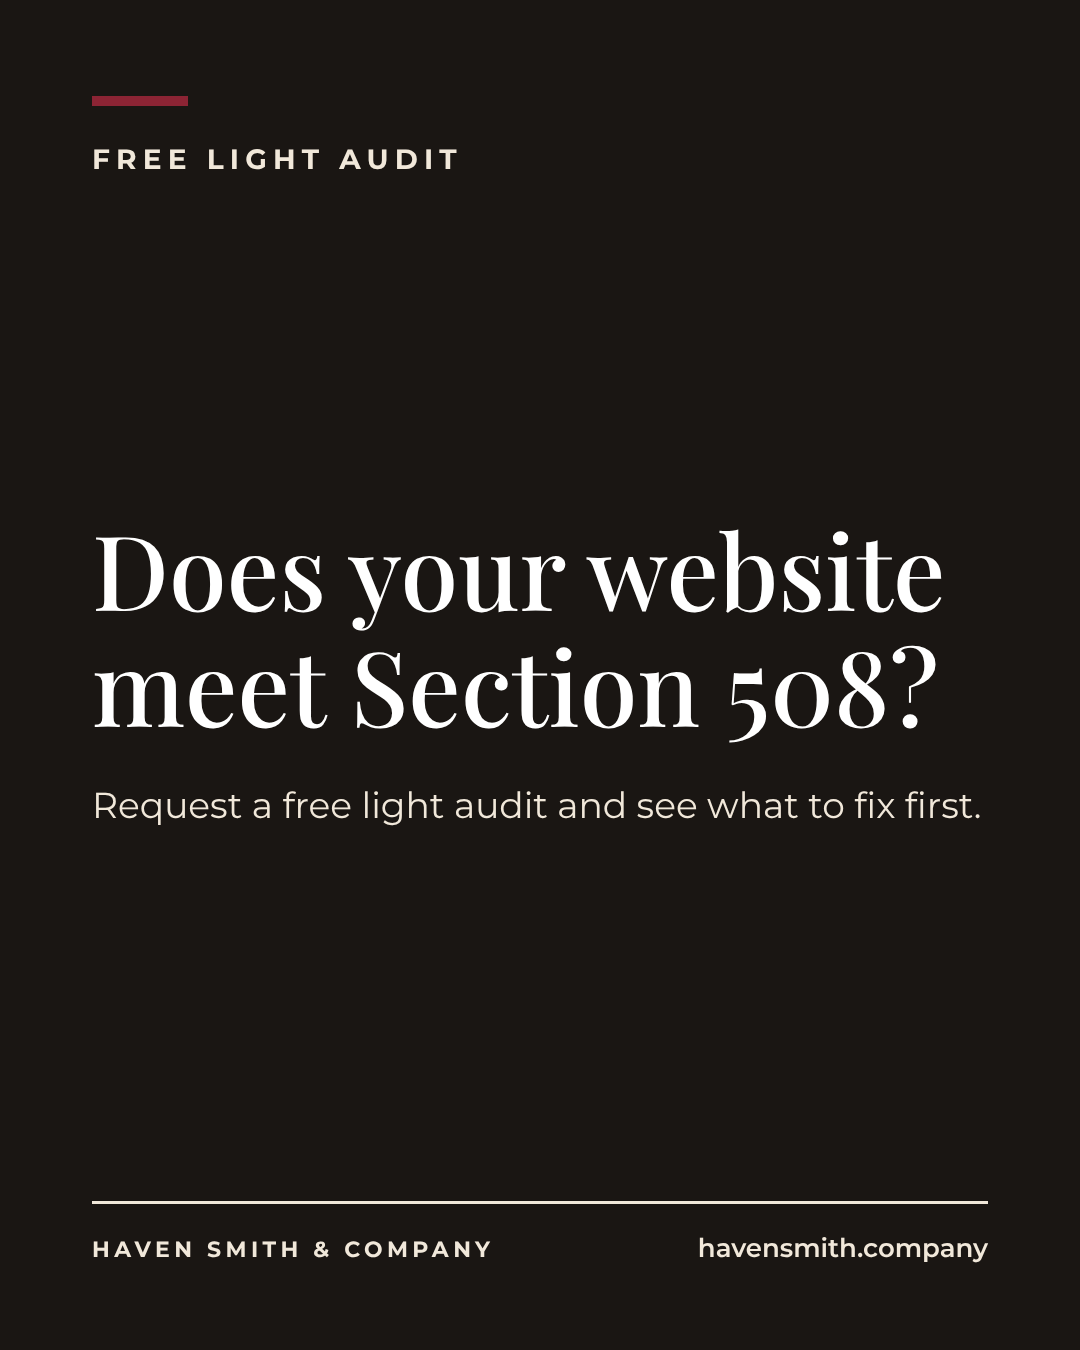 FREE LIGHT AUDIT
Does your website
meet Section 508?
Request a free light audit and see what to fix first.
HAVEN SMITH & COMPANY
havensmith.company